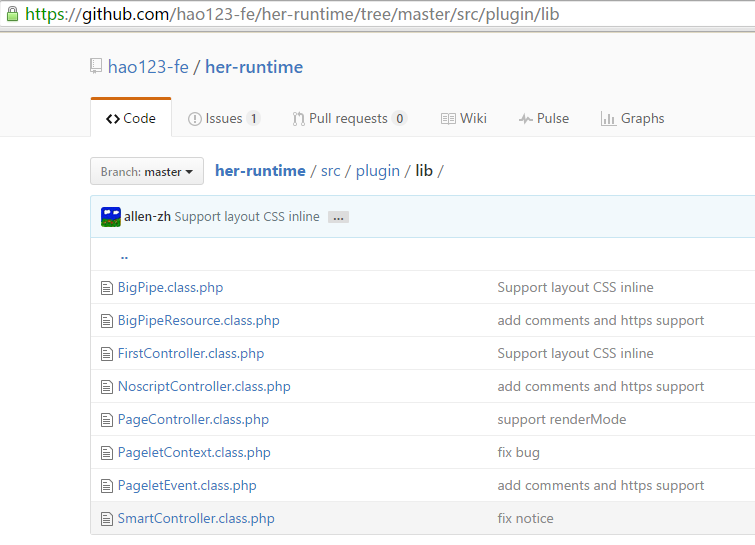 https://github.com/hao123-fe/her-runtime/tree/master/src/plugin/lib
hao123-fe / her-runtime
Code Issues 1 Pull requests 0 Wiki Pulse Graphs
Branch: master her-runtime / src / plugin / lib /
allen-zh Support layout CSS inline ...
..
BigPipe.class.php Support layout CSS inline
BigPipeResource.class.php add comments and https support
FirstController.class.php Support layout CSS inline
NoscriptController.class.php add comments and https support
PageController.class.php support renderMode
PageletContext.class.php fix bug
PageletEvent.class.php add comments and https support
SmartController.class.php fix notice